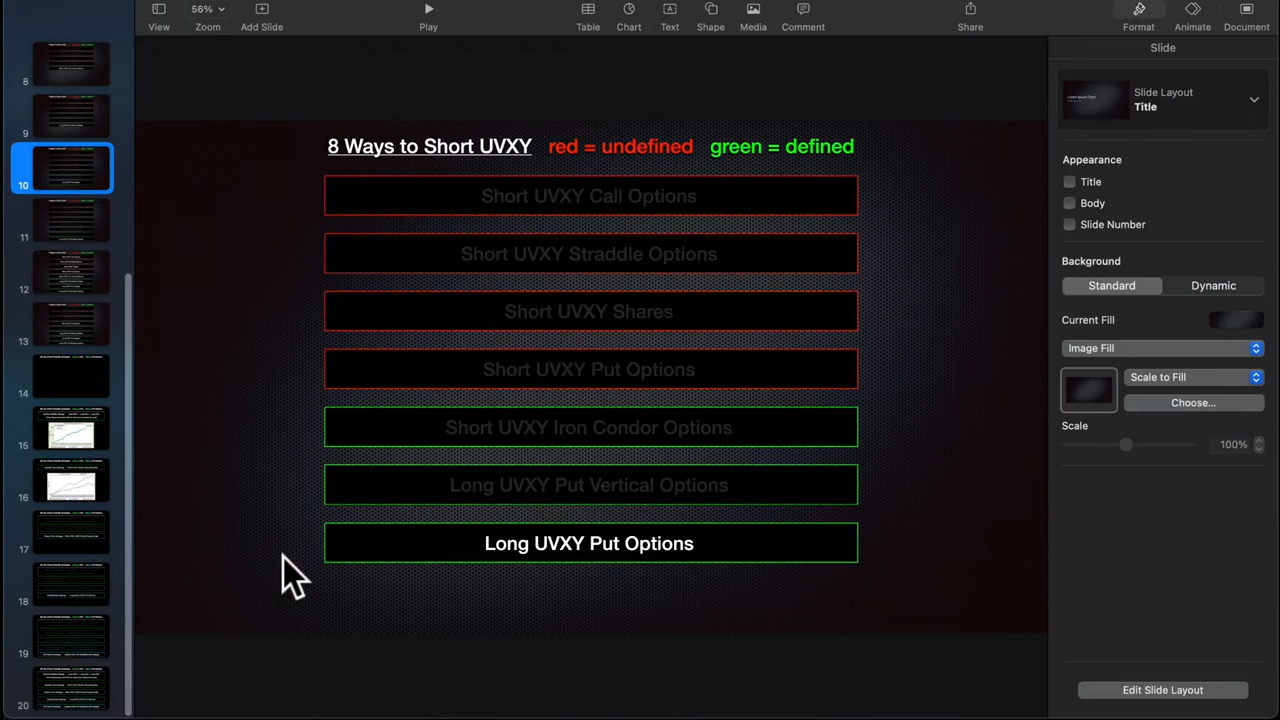 56%
View
Zoom
Add Slide
Play
Table
Chart
Text
Shape
Media
Comment
Share
Format
Animate
Document
8
9
10
11
12
13
14
15
16
17
18
19
20
8 Ways to Short UVXY red = undefined green = defined
Short UVXY Call Options
Short UVXY Straddle Options
Short UVXY Shares
Short UVXY Put Options
Short UVXY Iron Condor Options
Long UVXY Put Vertical Options
Long UVXY Put Options
Slide
Slide Layout
Title
Appearance
Title
Body
Slide Number
Background
Standard
Dynamic
Current Fill
Image Fill
Scale to Fill
Choose...
Scale
100%
Edit Slide Layout